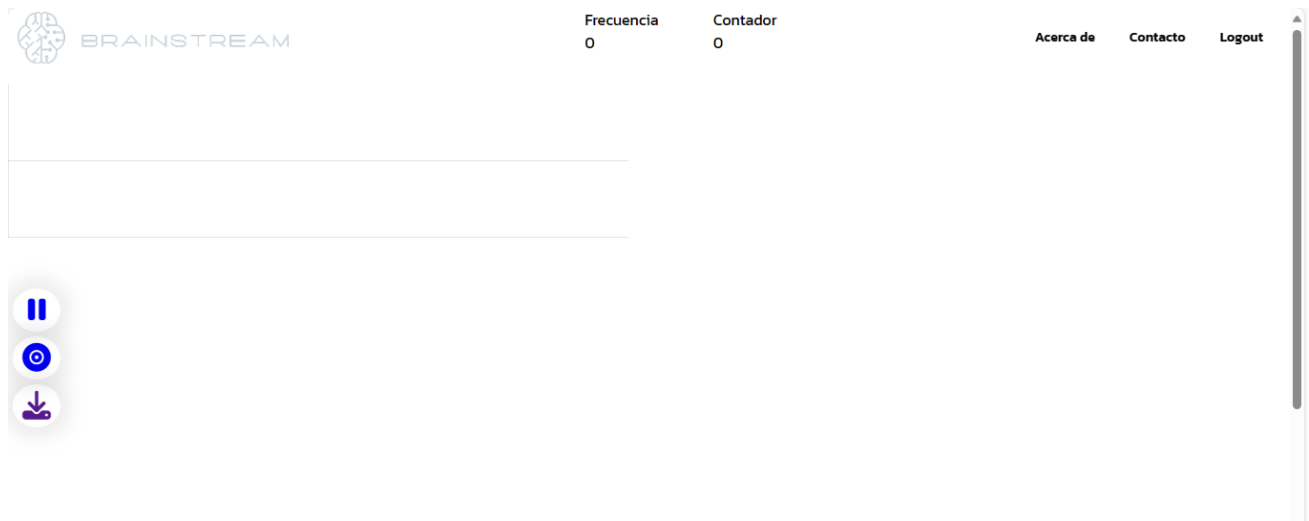 BRAINSTREAM
Frecuencia
0
Contador
0
Acerca de
Contacto
Logout